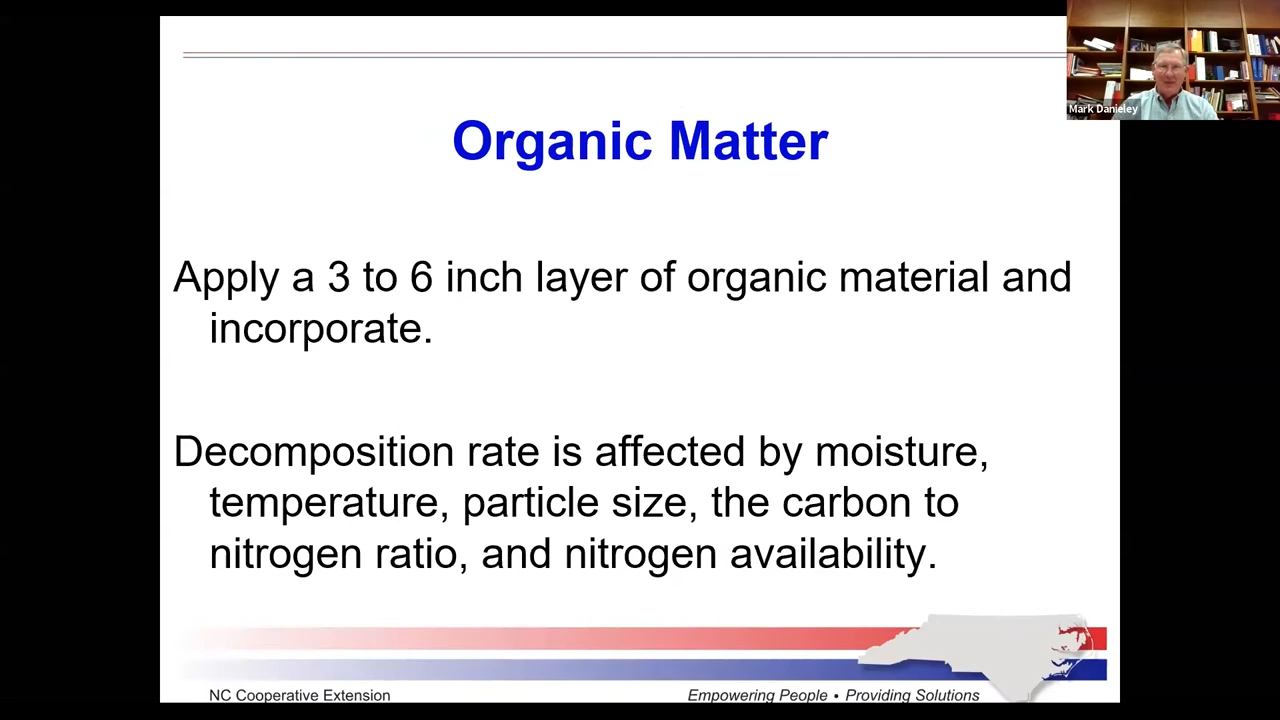 Mark Danieley
Organic Matter
Apply a 3 to 6 inch layer of organic material and
incorporate.
Decomposition rate is affected by moisture,
temperature, particle size, the carbon to
nitrogen ratio, and nitrogen availability.
NC Cooperative Extension
Empowering People • Providing Solutions